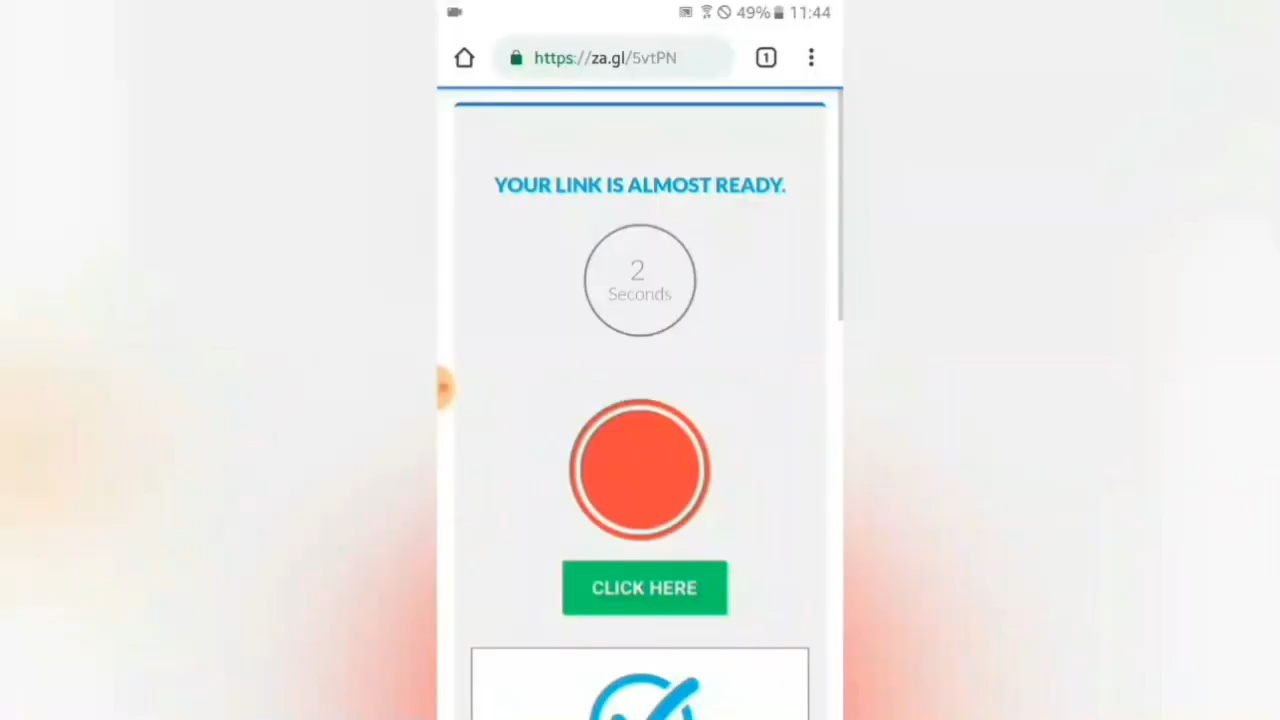 49% 11:44
https://za.gl/5vtPN 1
YOUR LINK IS ALMOST READY.
2
Seconds
CLICK HERE